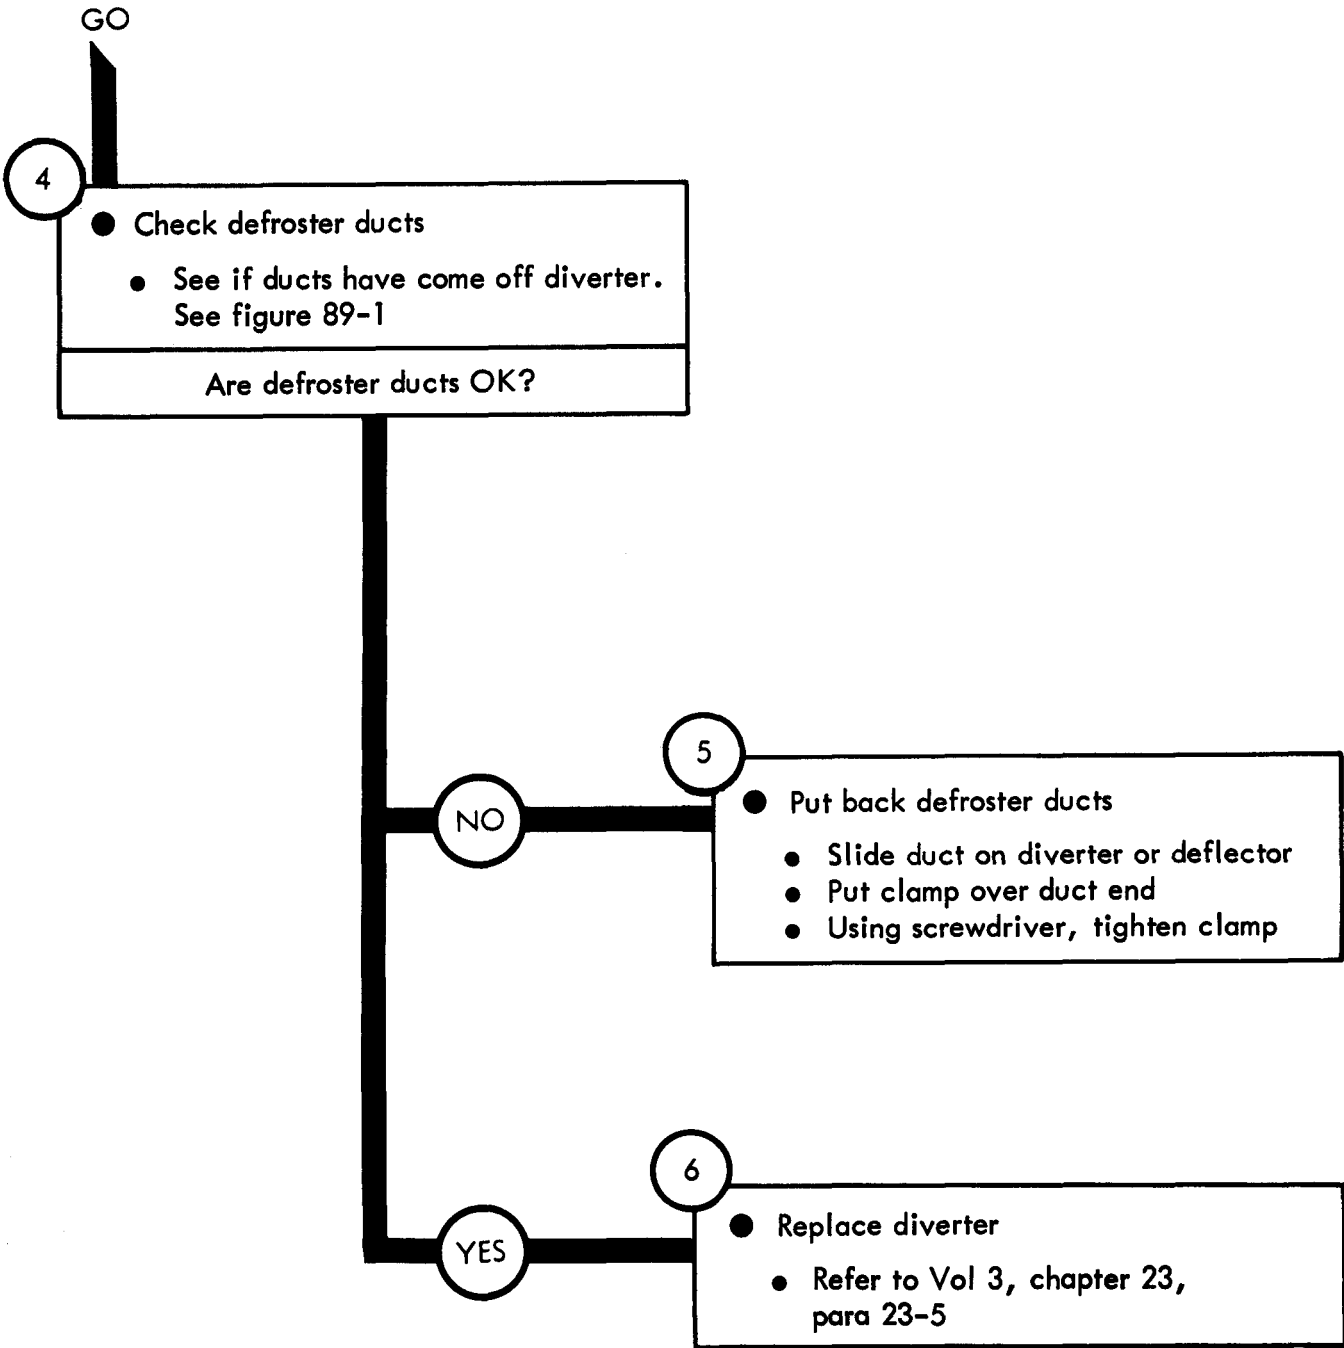 GO
4
● Check defroster ducts
● See if ducts have come off diverter.
See figure 89-1
Are defroster ducts OK?
NO
5
● Put back defroster ducts
● Slide duct on diverter or deflector
● Put clamp over duct end
● Using screwdriver, tighten clamp
YES
6
● Replace diverter
● Refer to Vol 3, chapter 23,
para 23-5